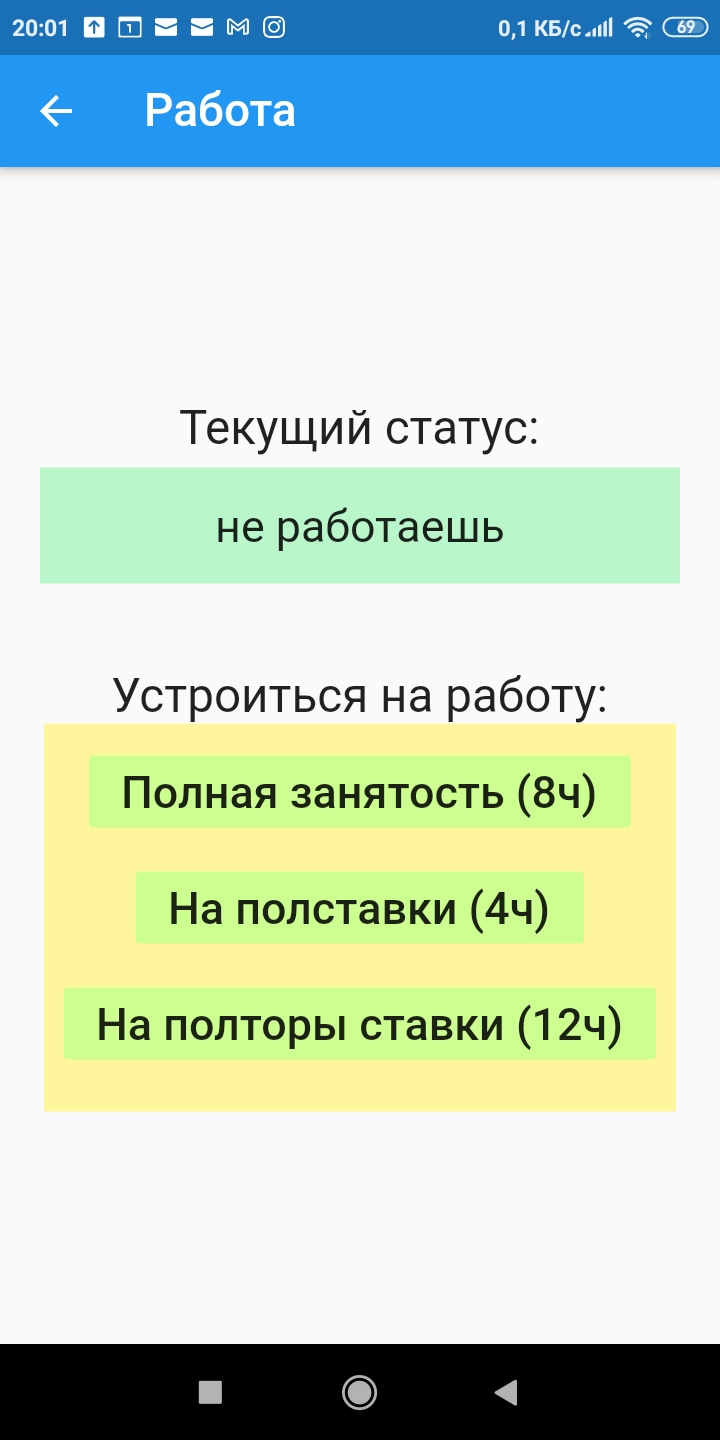 20:01 0,1 КБ/с 69
Работа
Текущий статус:
не работаешь
Устроиться на работу:
Полная занятость (8ч)
На полставки (4ч)
На полторы ставки (12ч)